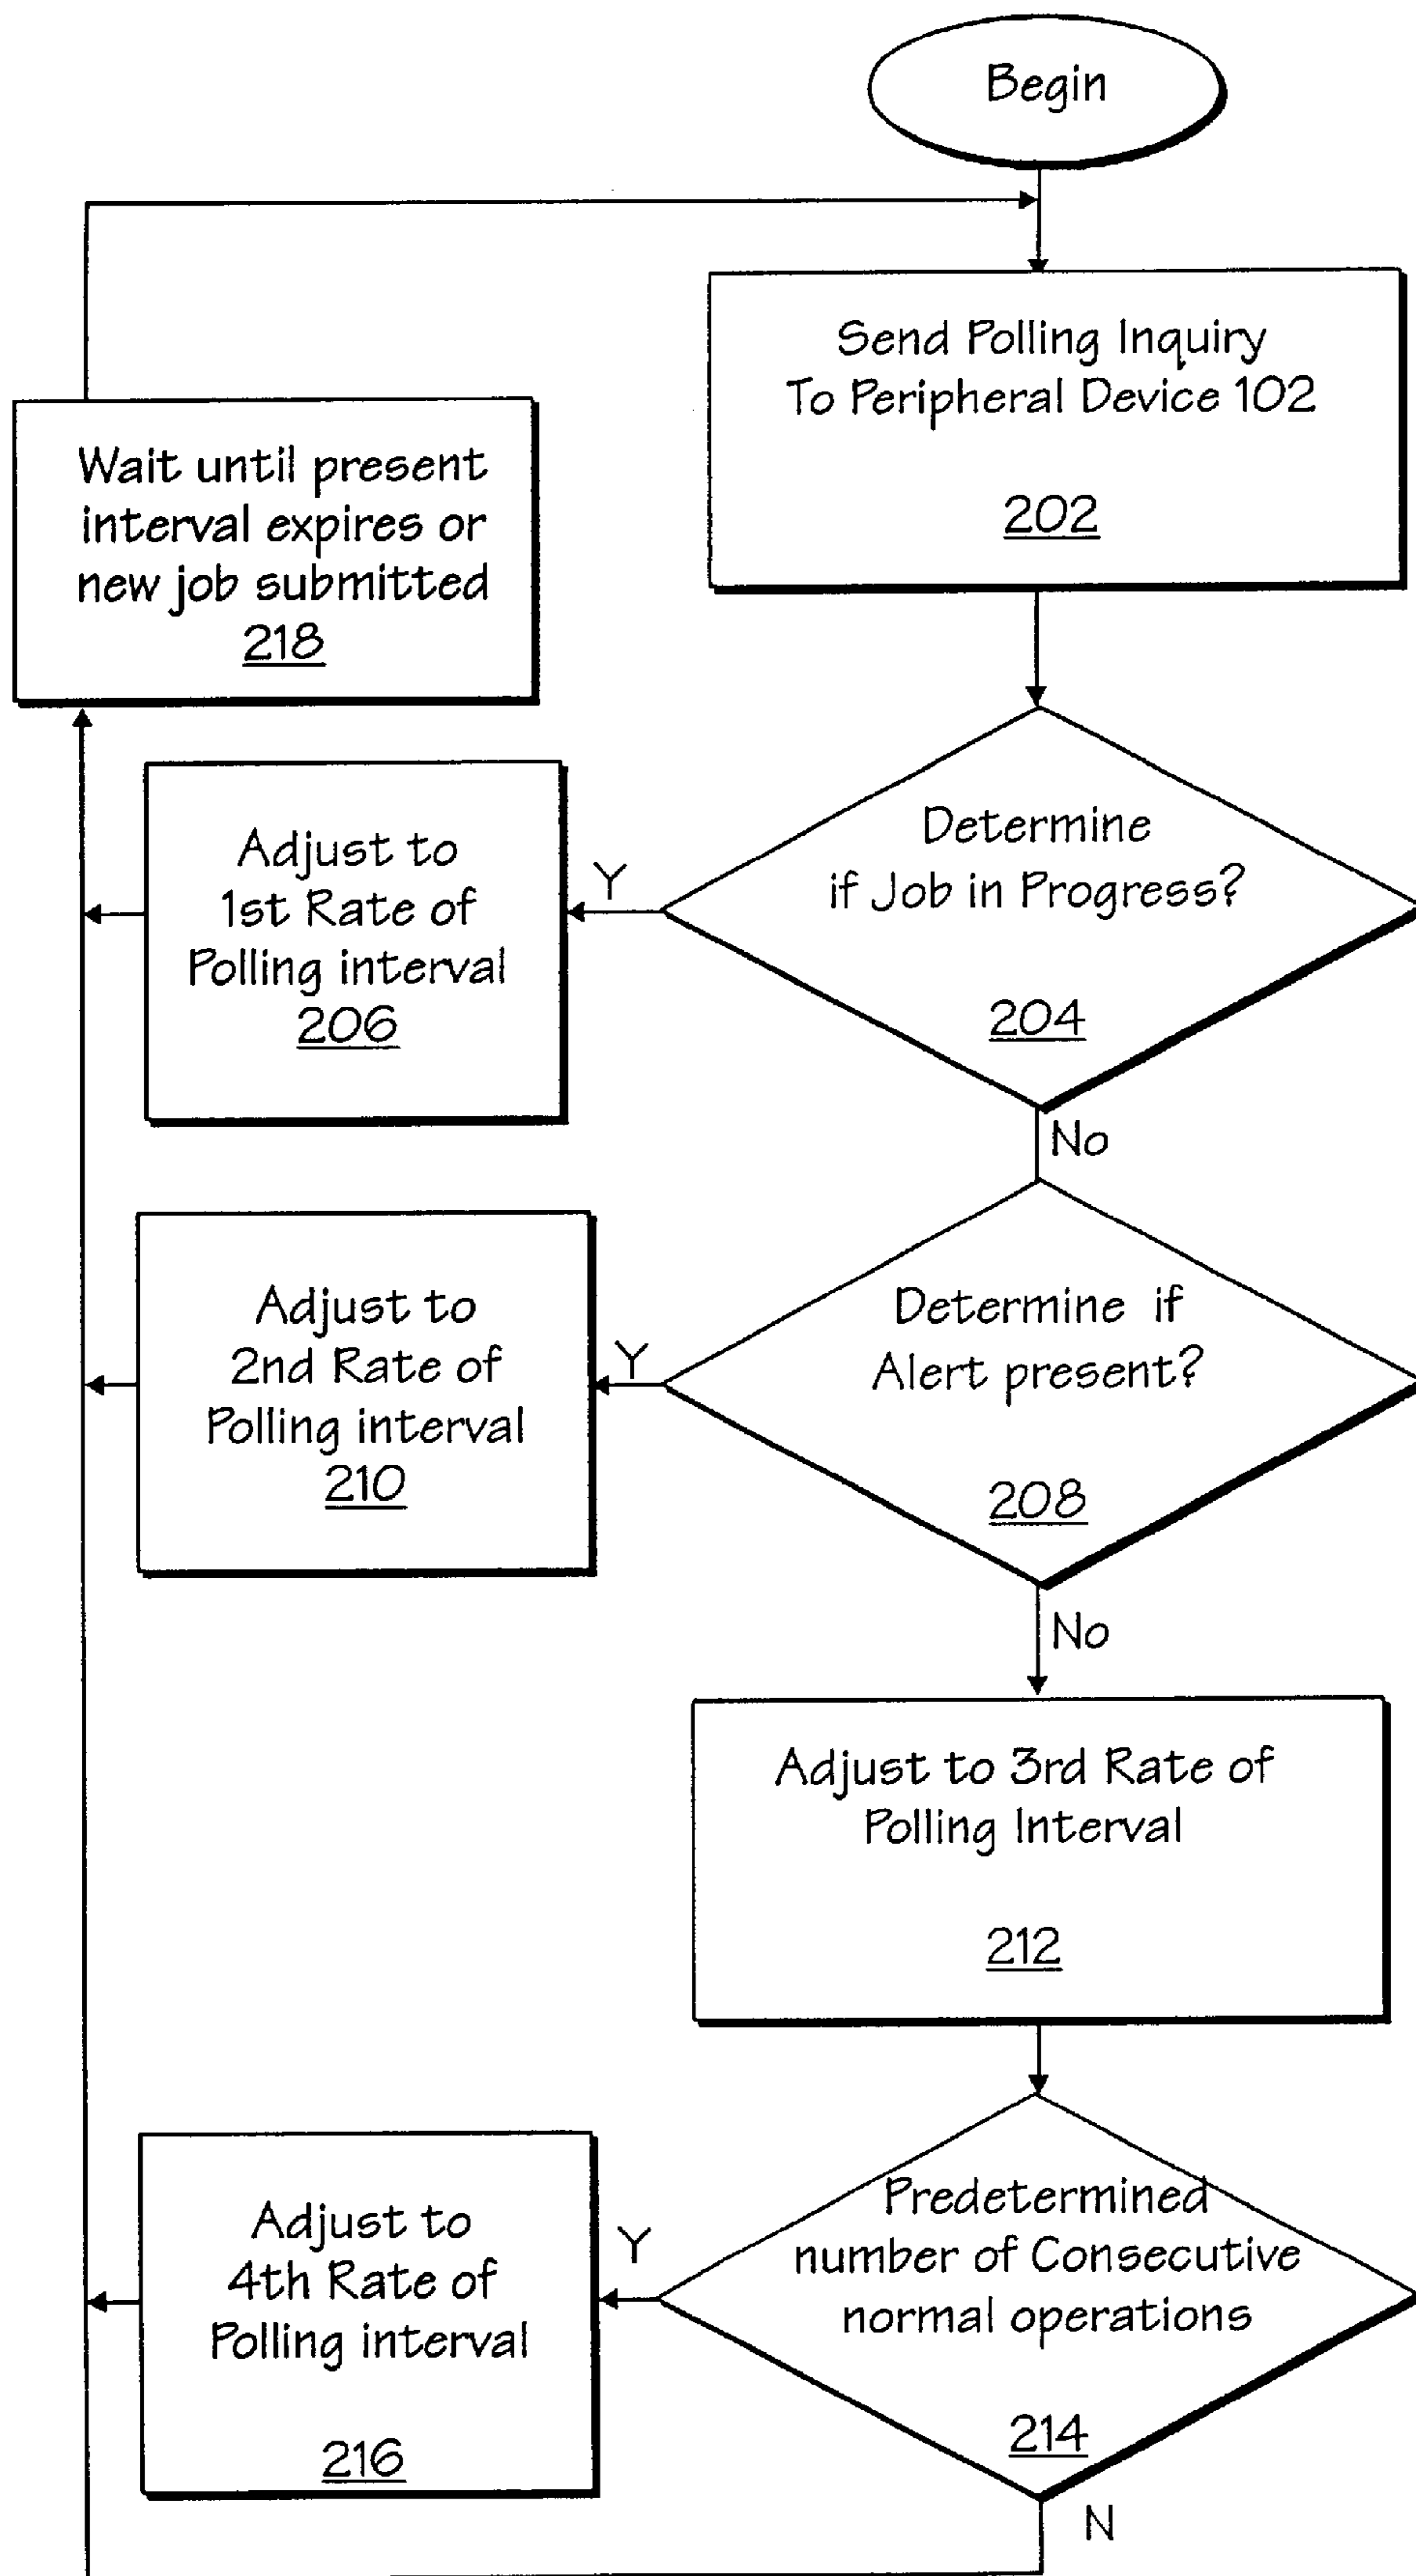 Begin
Send Polling Inquiry
To Peripheral Device 102
202
Wait until present
interval expires or
new job submitted
218
Determine
if Job in Progress?
204
Y
Adjust to
1st Rate of
Polling interval
206
No
Determine if
Alert present?
208
Y
Adjust to
2nd Rate of
Polling interval
210
No
Adjust to 3rd Rate of
Polling Interval
212
Predetermined
number of Consecutive
normal operations
214
Y
Adjust to
4th Rate of
Polling interval
216
N